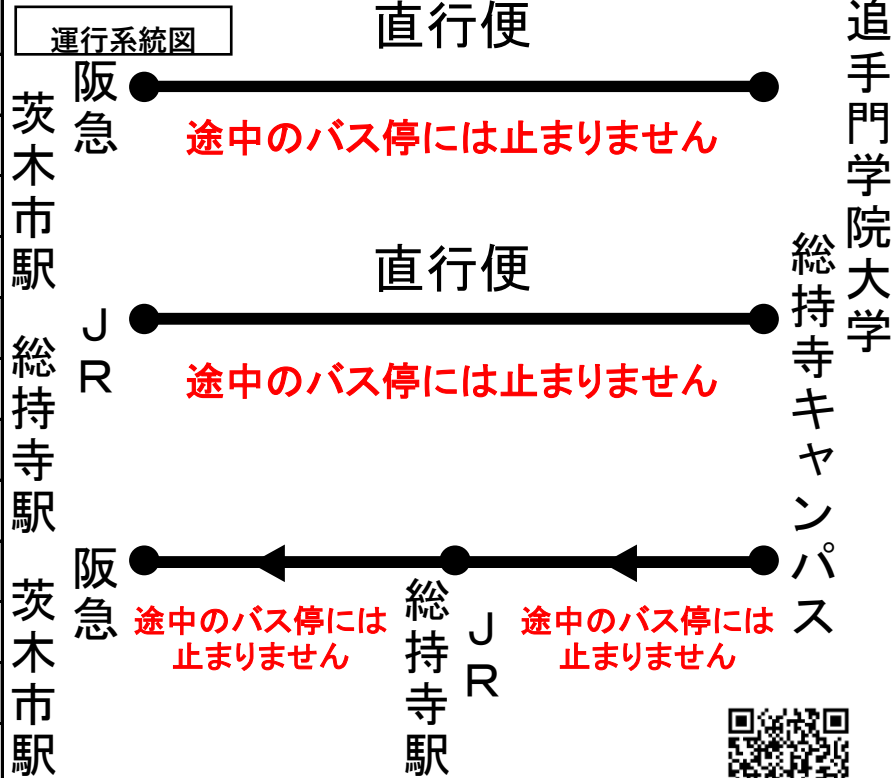 運行系統図
直行便
阪急
茨木市駅
途中のバス停には止まりません
追手門学院大学
総持寺キャンパス
直行便
JR
総持寺駅
途中のバス停には止まりません
阪急
茨木市駅
途中のバス停には
止まりません
JR
総持寺駅
途中のバス停には
止まりません